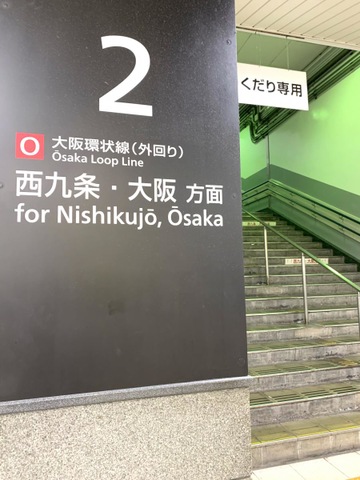 2
くだり専用
O 大阪環状線(外回り)
Ōsaka Loop Line
西九条・大阪 方面
for Nishikujō, Ōsaka